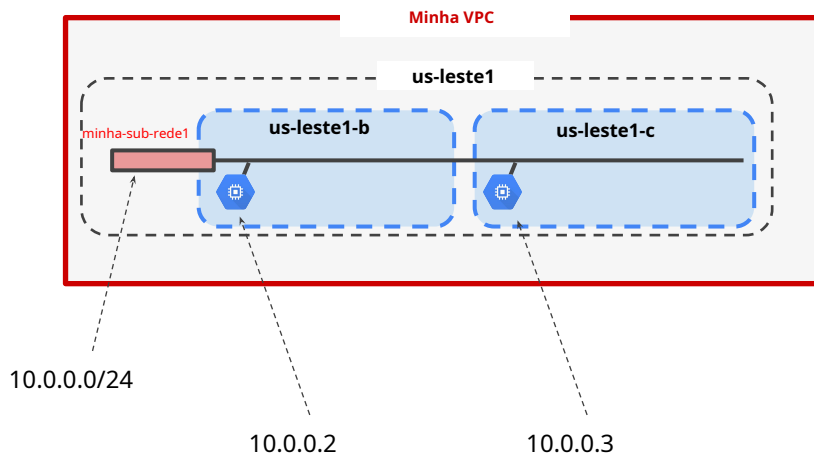 Minha VPC
us-leste1
minha-sub-rede1
us-leste1-b
us-leste1-c
10.0.0.0/24
10.0.0.2
10.0.0.3